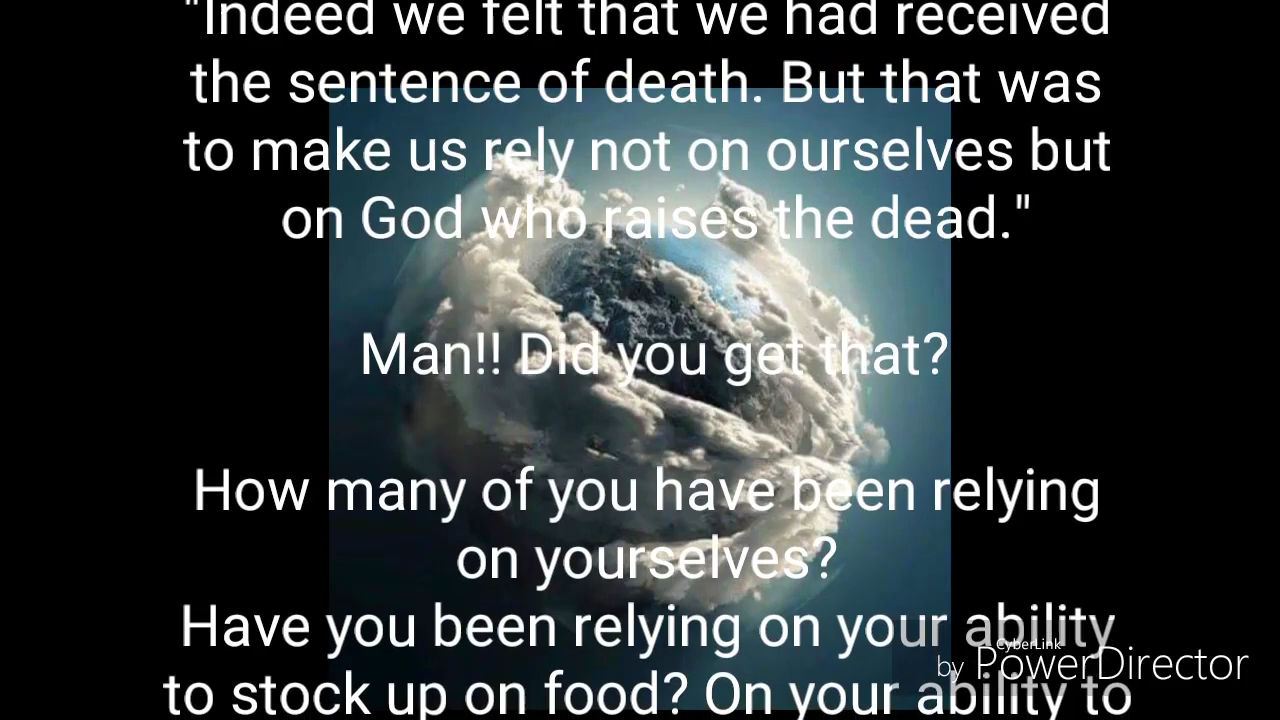 "Indeed we felt that we had received
the sentence of death. But that was
to make us rely not on ourselves but
on God who raises the dead."
Man!! Did you get that?
How many of you have been relying
on yourselves?
Have you been relying on your ability
to stock up on food? On your ability to
CyberLink
by PowerDirector